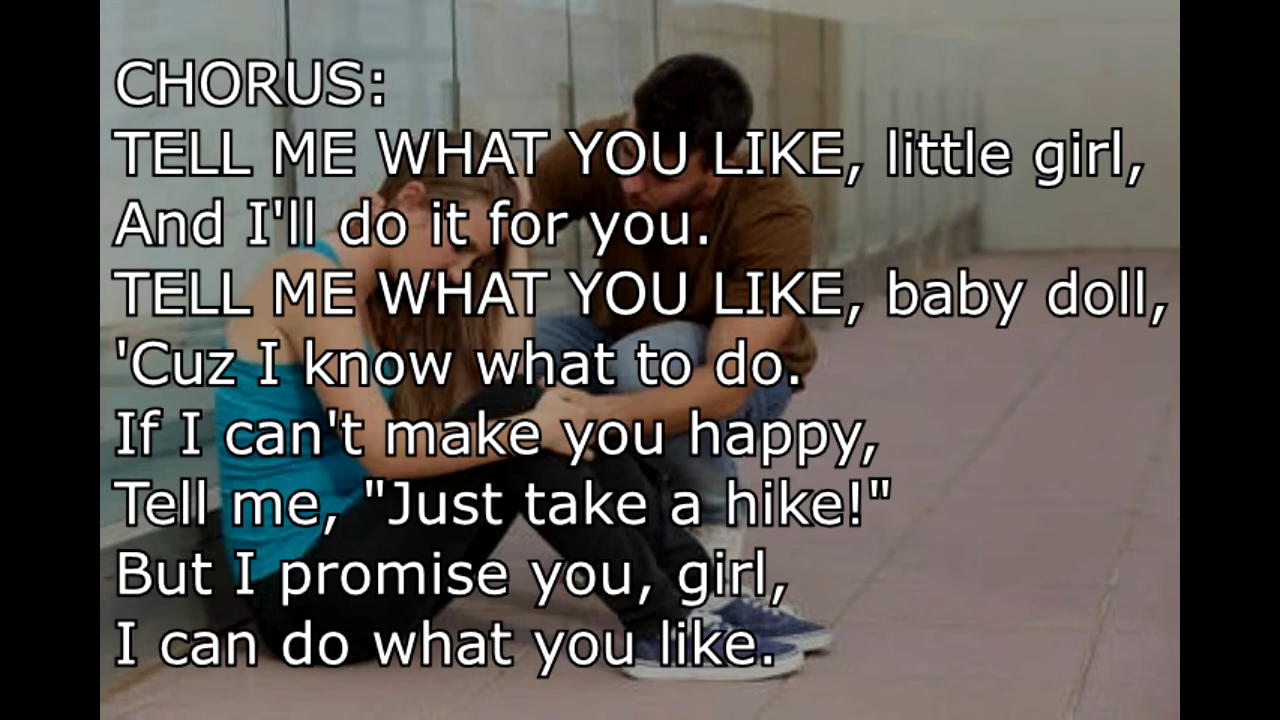 CHORUS:
TELL ME WHAT YOU LIKE, little girl,
And I'll do it for you.
TELL ME WHAT YOU LIKE, baby doll,
'Cuz I know what to do.
If I can't make you happy,
Tell me, "Just take a hike!"
But I promise you, girl,
I can do what you like.